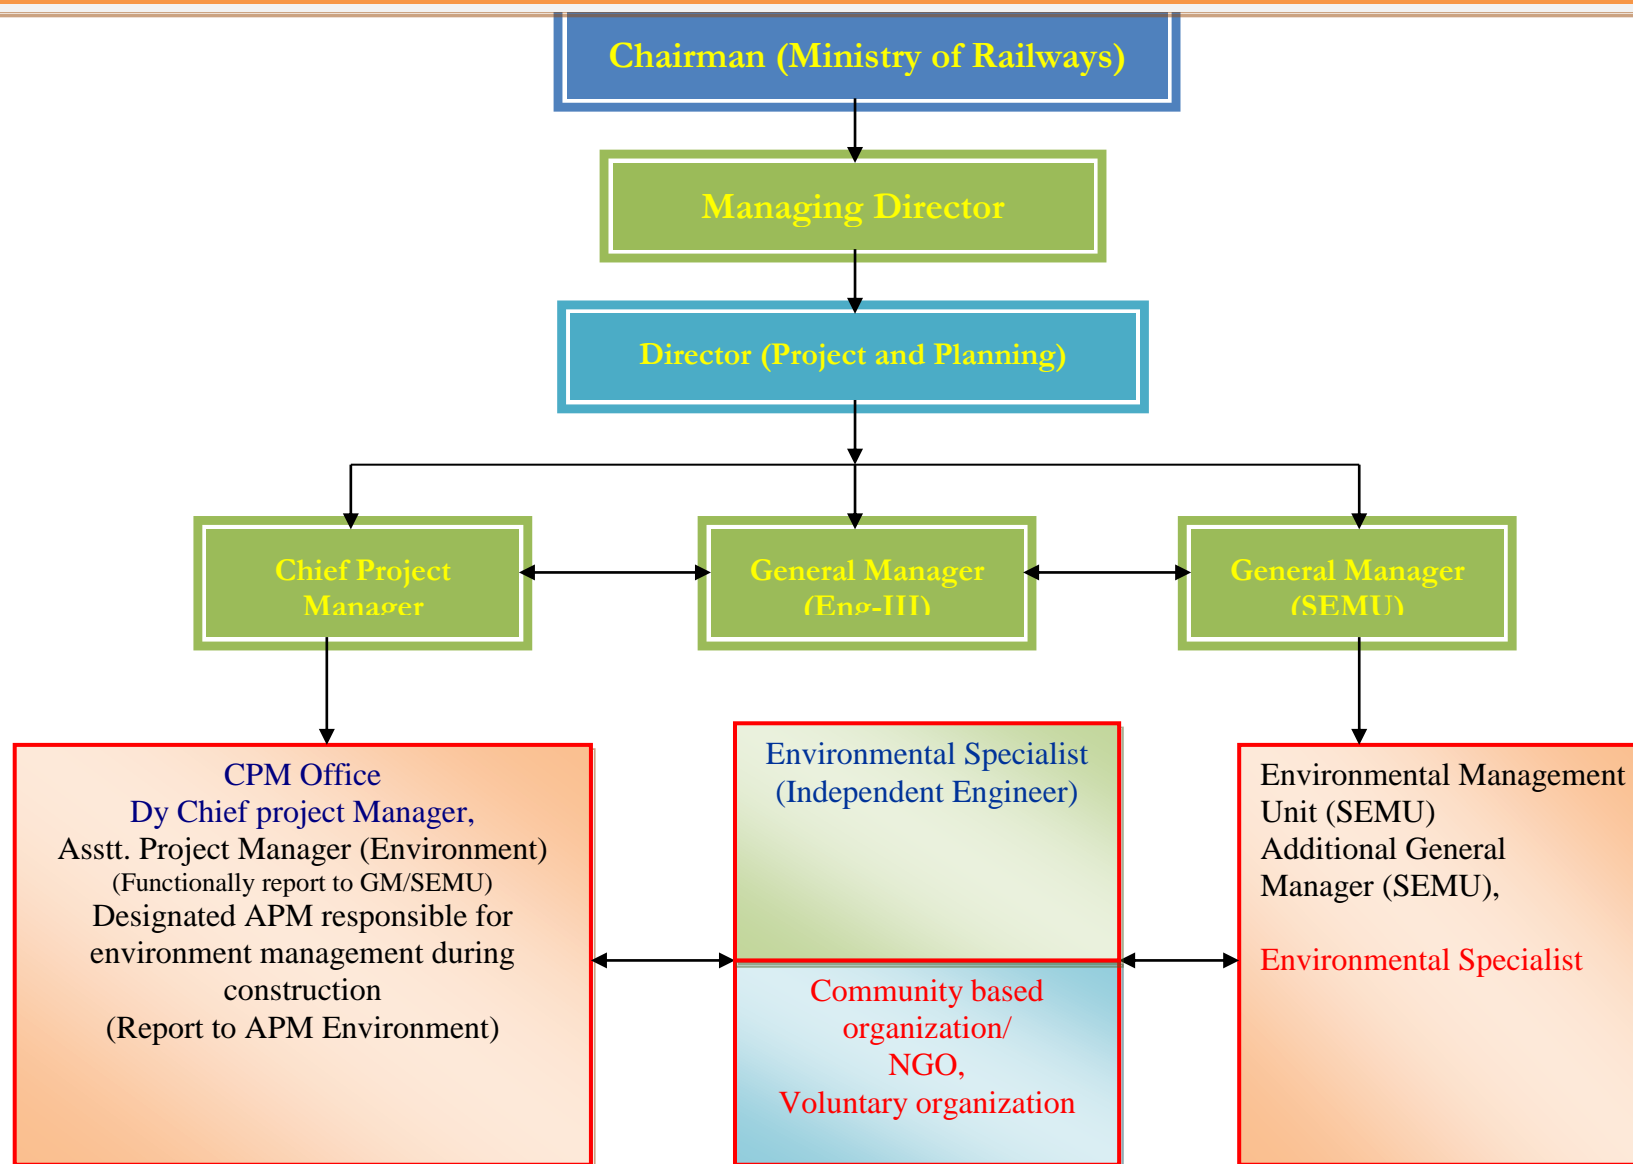 Chairman (Ministry of Railways)
Managing Director
Director (Project and Planning)
Chief Project
Manager
General Manager
(Eng-III)
General Manager
(SEMU)
CPM Office
Dy Chief project Manager,
Asstt. Project Manager (Environment)
(Functionally report to GM/SEMU)
Designated APM responsible for
environment management during
construction
(Report to APM Environment)
Environmental Specialist
(Independent Engineer)
Community based
organization/
NGO,
Voluntary organization
Environmental Management
Unit (SEMU)
Additional General
Manager (SEMU),
Environmental Specialist